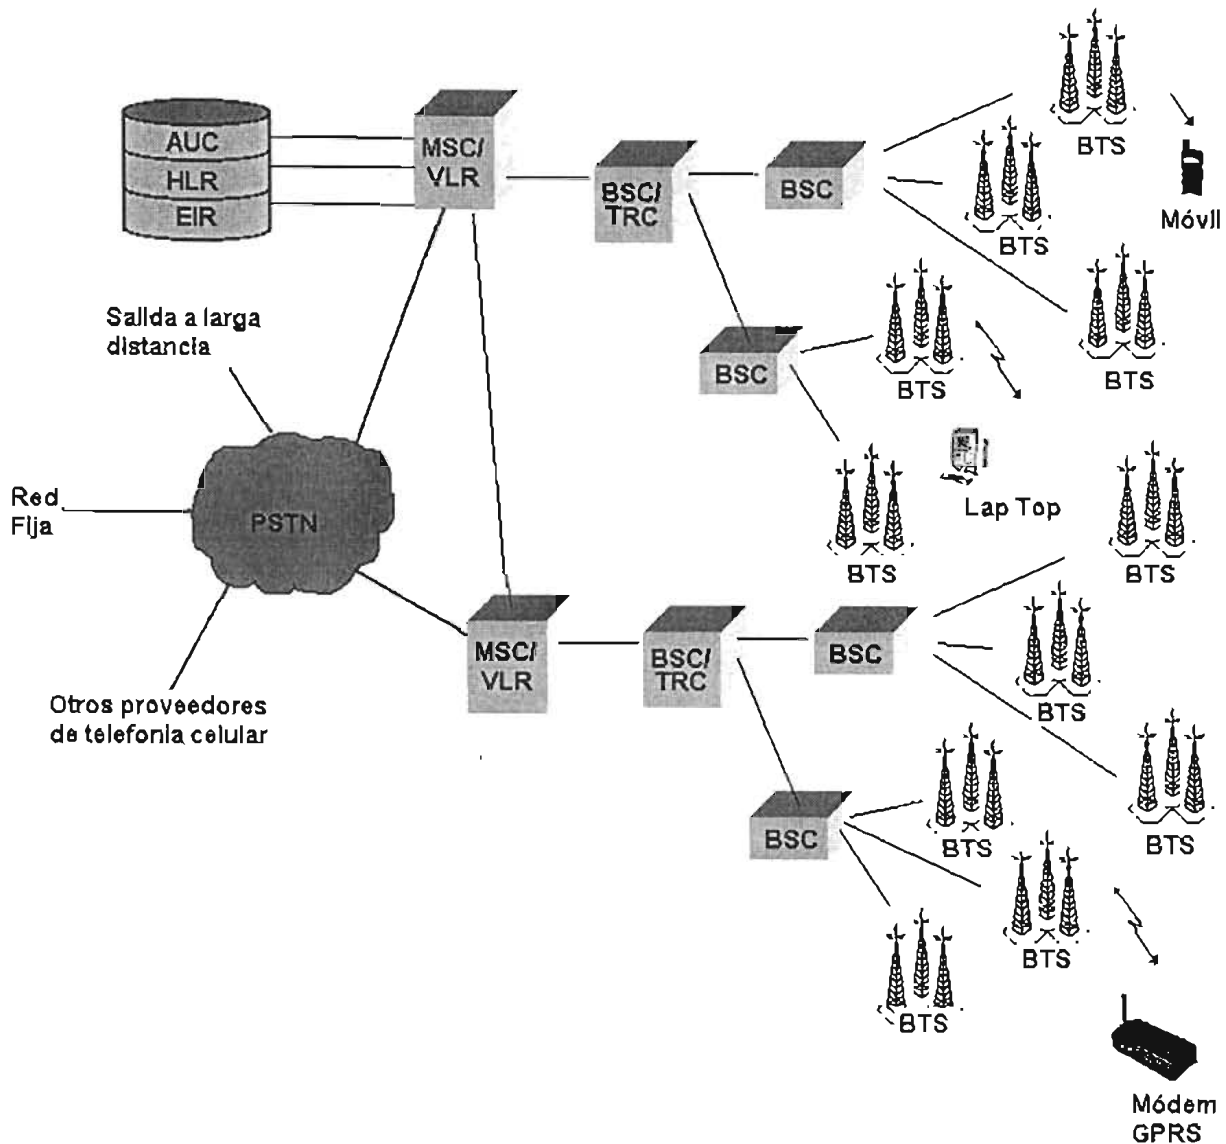 BTS
AUC
HLR
EIR
MSC/
VLR
BSC/
TRC
BSC
BTS
Móvil
BTS
BTS
BSC
BTS
Salida a larga
distancia
Red
Fija
PSTN
Lap Top
BTS
BTS
MSC/
VLR
BSC/
TRC
BSC
BTS
Otros proveedores
de telefonia celular
BTS
BSC
BTS
BTS
BTS
Módem
GPRS